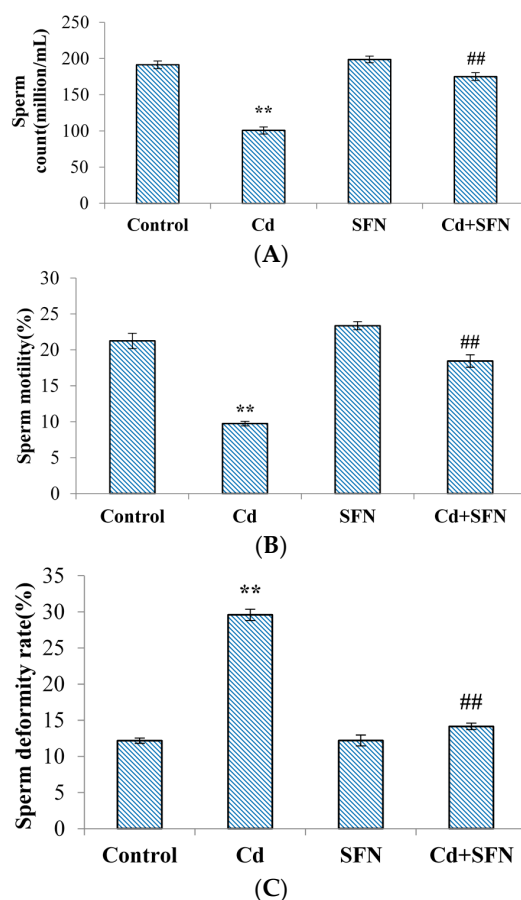 250
200
150
100
50
0
Sperm
count(million/mL)
**
##
Control Cd SFN Cd+SFN
(A)
30
25
20
15
10
5
0
Sperm motility(%)
**
##
Control Cd SFN Cd+SFN
(B)
35
30
25
20
15
10
5
0
Sperm deformity rate(%)
**
##
Control Cd SFN Cd+SFN
(C)